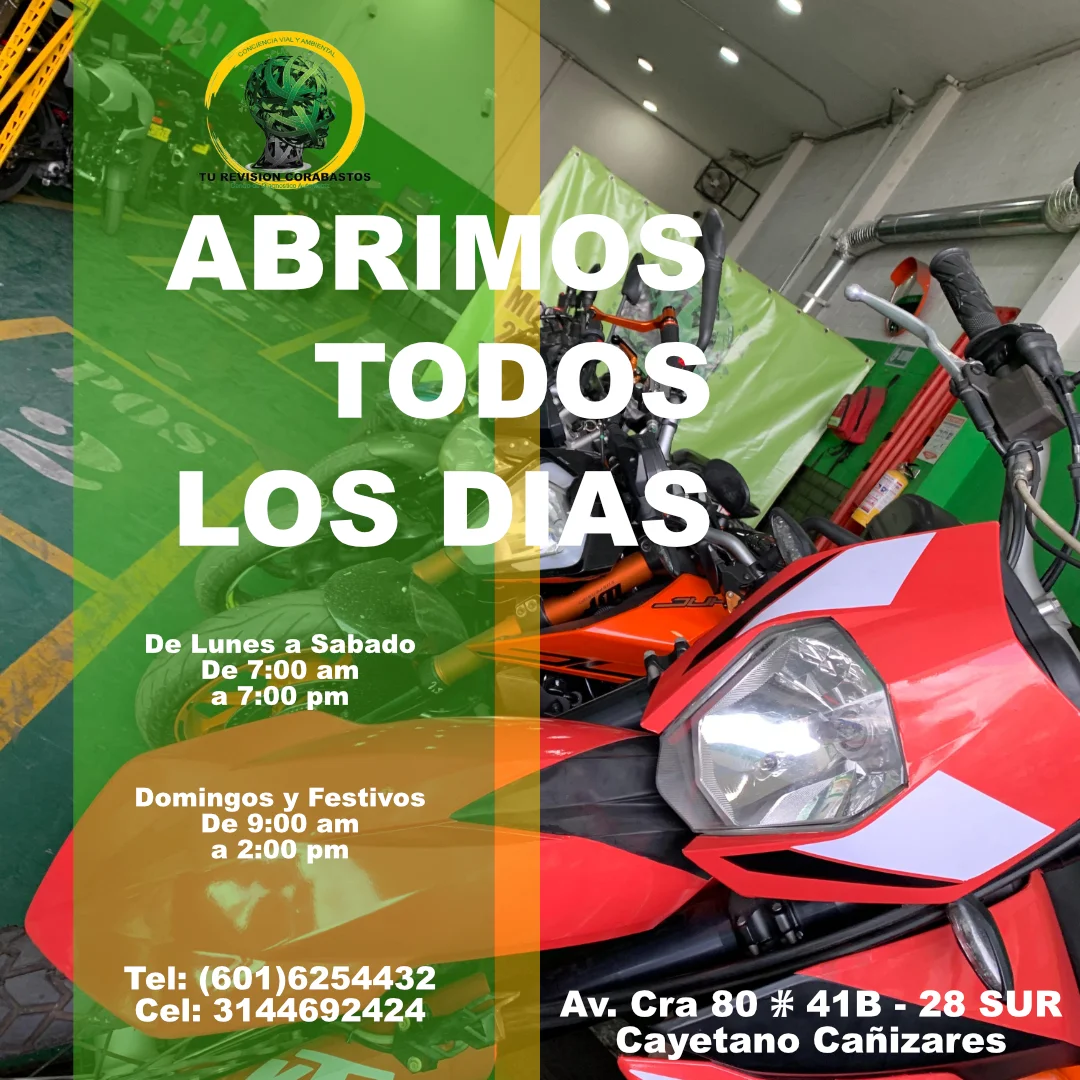 CONCIENCIA VIAL Y AMBIENTAL
TU REVISION CORABASTOS
ABRIMOS
TODOS
LOS DIAS
De Lunes a Sabado
De 7:00 am
a 7:00 pm
Domingos y Festivos
De 9:00 am
a 2:00 pm
Tel: (601)6254432
Cel: 3144692424
Av. Cra 80 # 41B - 28 SUR
Cayetano Cañizares